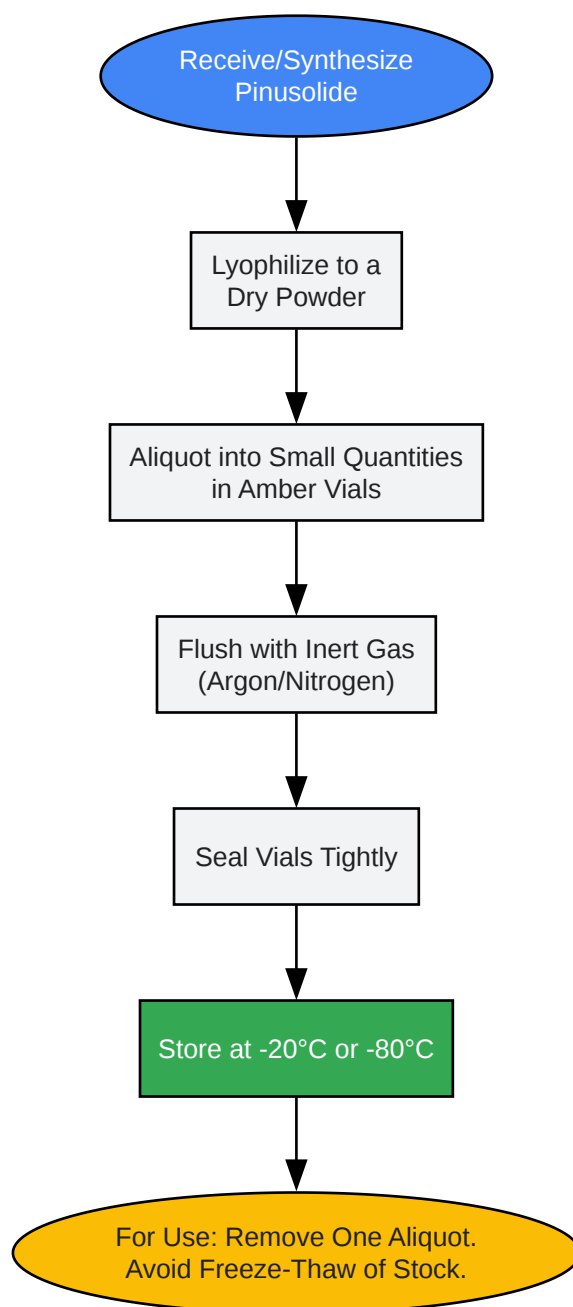 Receive/Synthesize
Pinusolide
Lyophilize to a
Dry Powder
Aliquot into Small Quantities
in Amber Vials
Flush with Inert Gas
(Argon/Nitrogen)
Seal Vials Tightly
Store at -20°C or -80°C
For Use: Remove One Aliquot.
Avoid Freeze-Thaw of Stock.